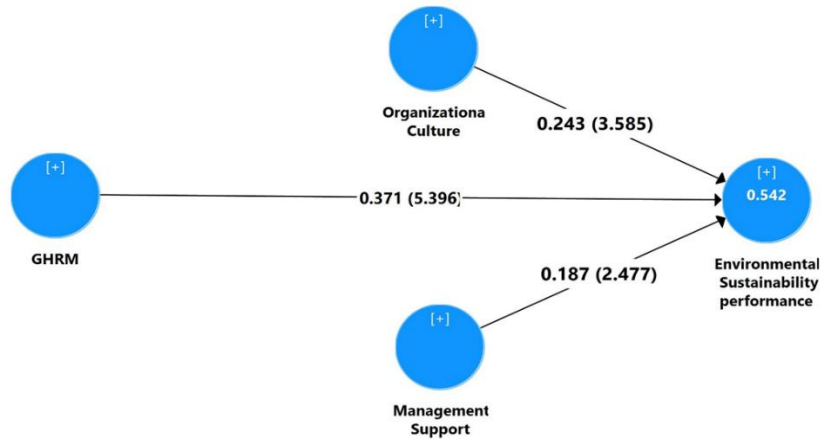 [+]
Organizationa
Culture
0.243 (3.585)
[+]
0.542
[+]
0.371 (5.396)
GHRM
Environmental
Sustainability
performance
0.187 (2.477)
[+]
Management
Support